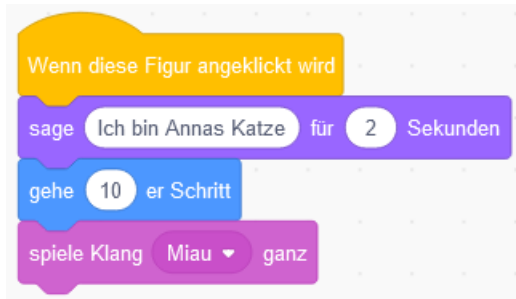 Wenn diese Figur angeklickt wird
sage Ich bin Annas Katze für 2 Sekunden
gehe 10 er Schritt
spiele Klang Miau ganz